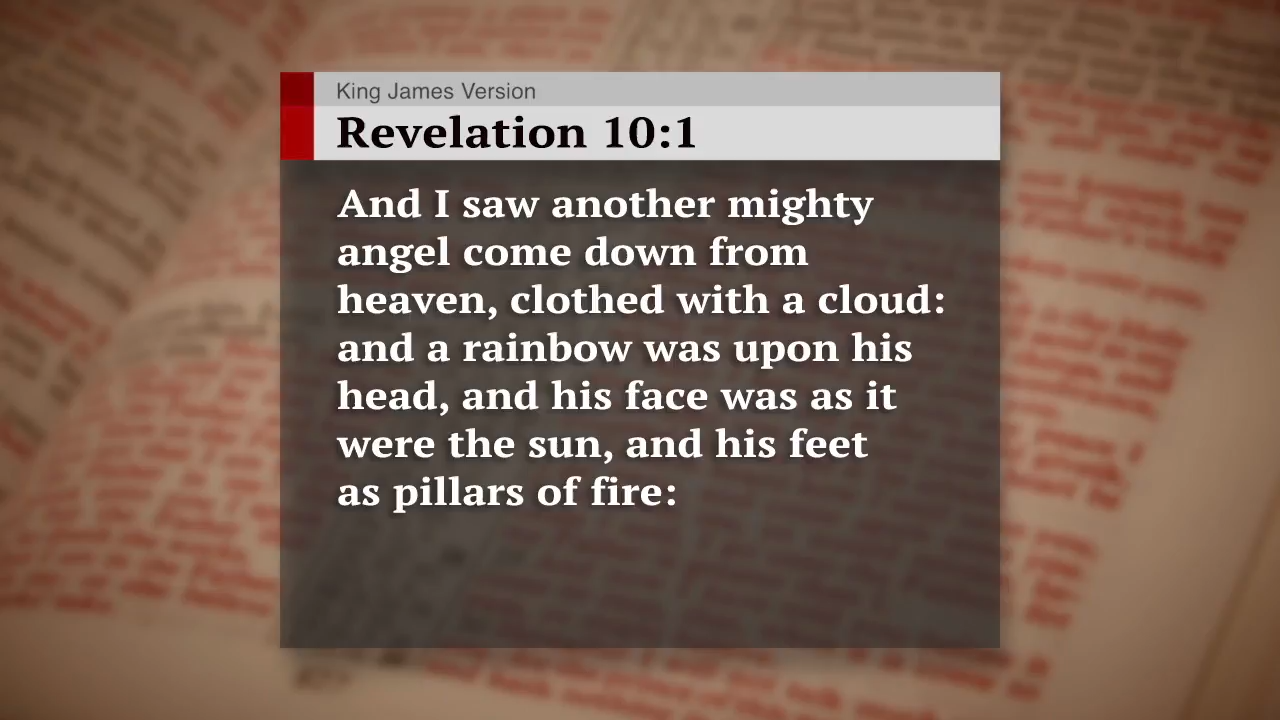 King James Version
Revelation 10:1
And I saw another mighty
angel come down from
heaven, clothed with a cloud:
and a rainbow was upon his
head, and his face was as it
were the sun, and his feet
as pillars of fire: